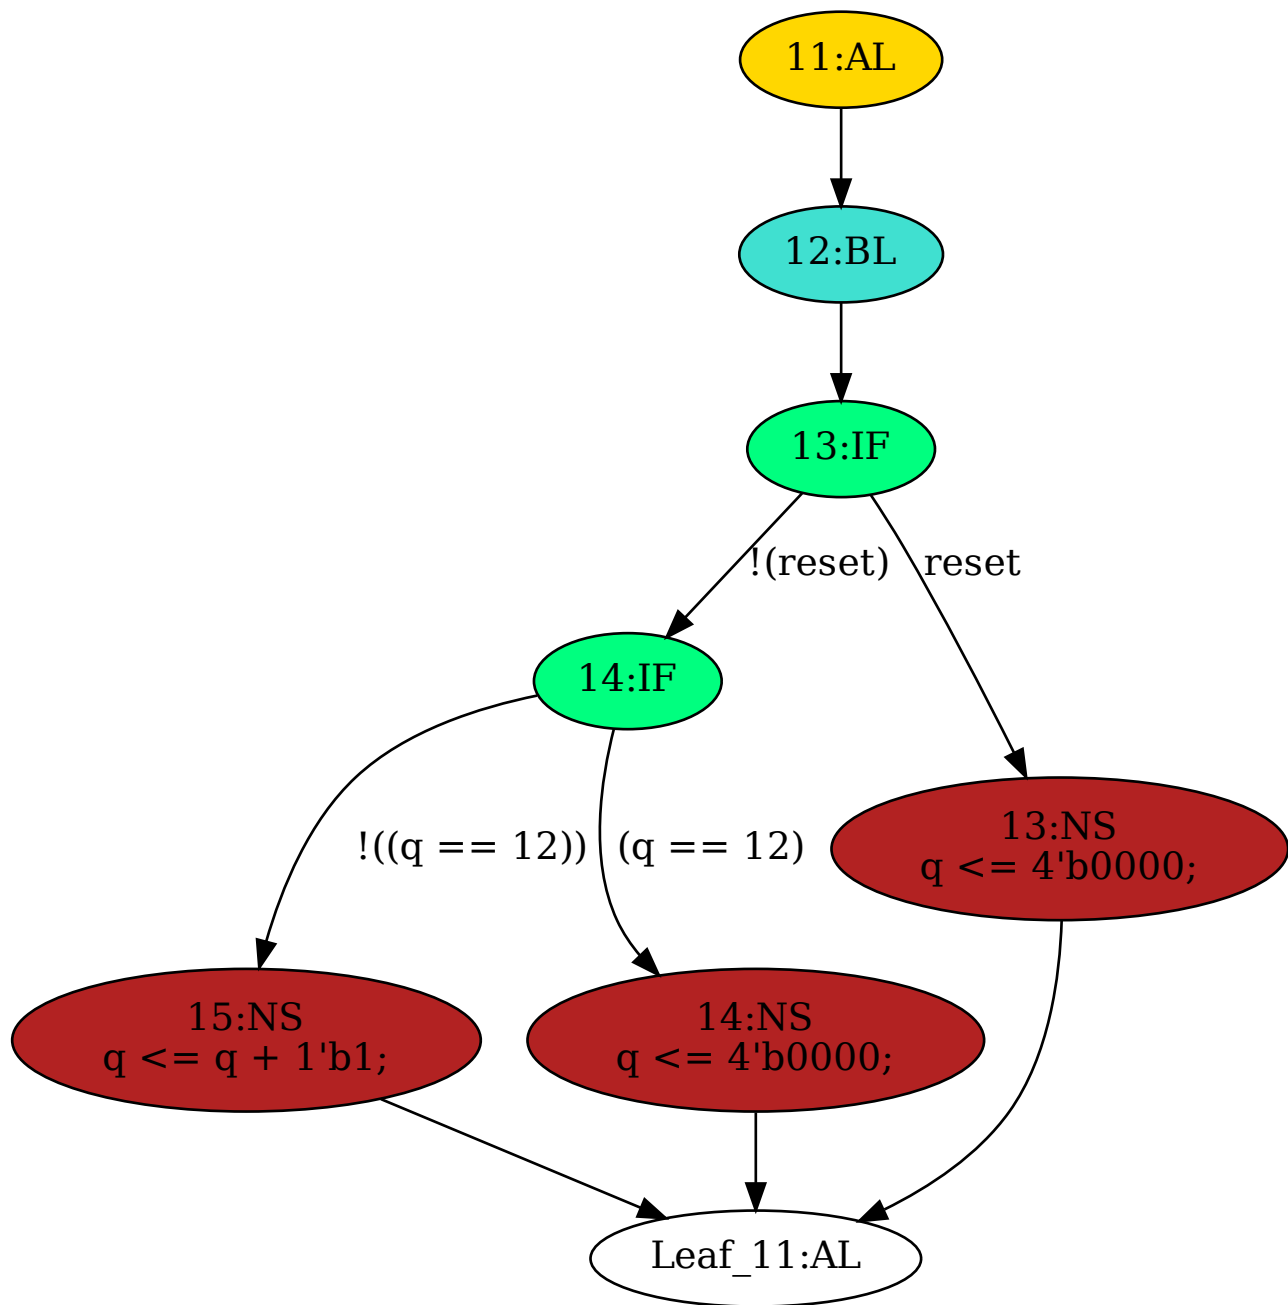 11:AL
12:BL
13:IF
!(reset)
reset
14:IF
!((q == 12))
(q == 12)
13:NS
q <= 4'b0000;
15:NS
q <= q + 1'b1;
14:NS
q <= 4'b0000;
Leaf_11:AL